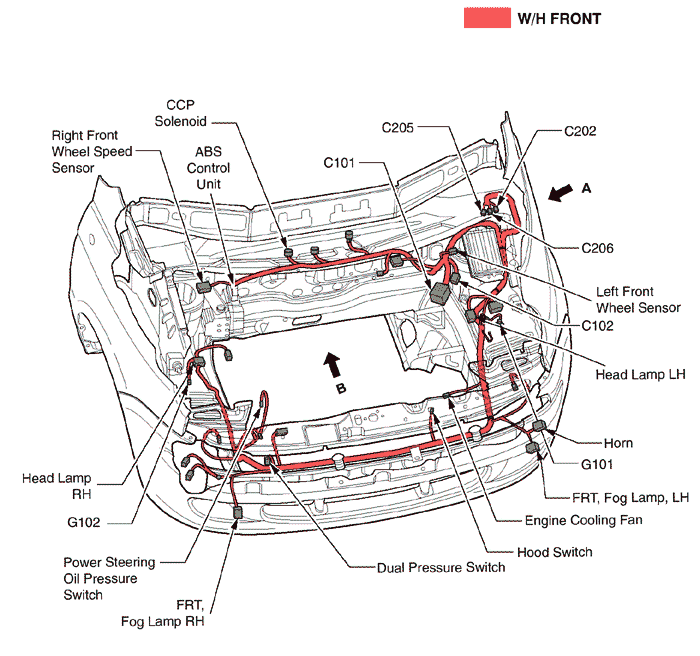 W/H FRONT
CCP
Solenoid
C205
C202
Right Front
Wheel Speed
Sensor
ABS
Control
Unit
C101
A
C206
Left Front
Wheel Sensor
C102
Head Lamp LH
B
Horn
G101
Head Lamp
RH
FRT, Fog Lamp, LH
G102
Engine Cooling Fan
Hood Switch
Power Steering
Oil Pressure
Switch
Dual Pressure Switch
FRT,
Fog Lamp RH